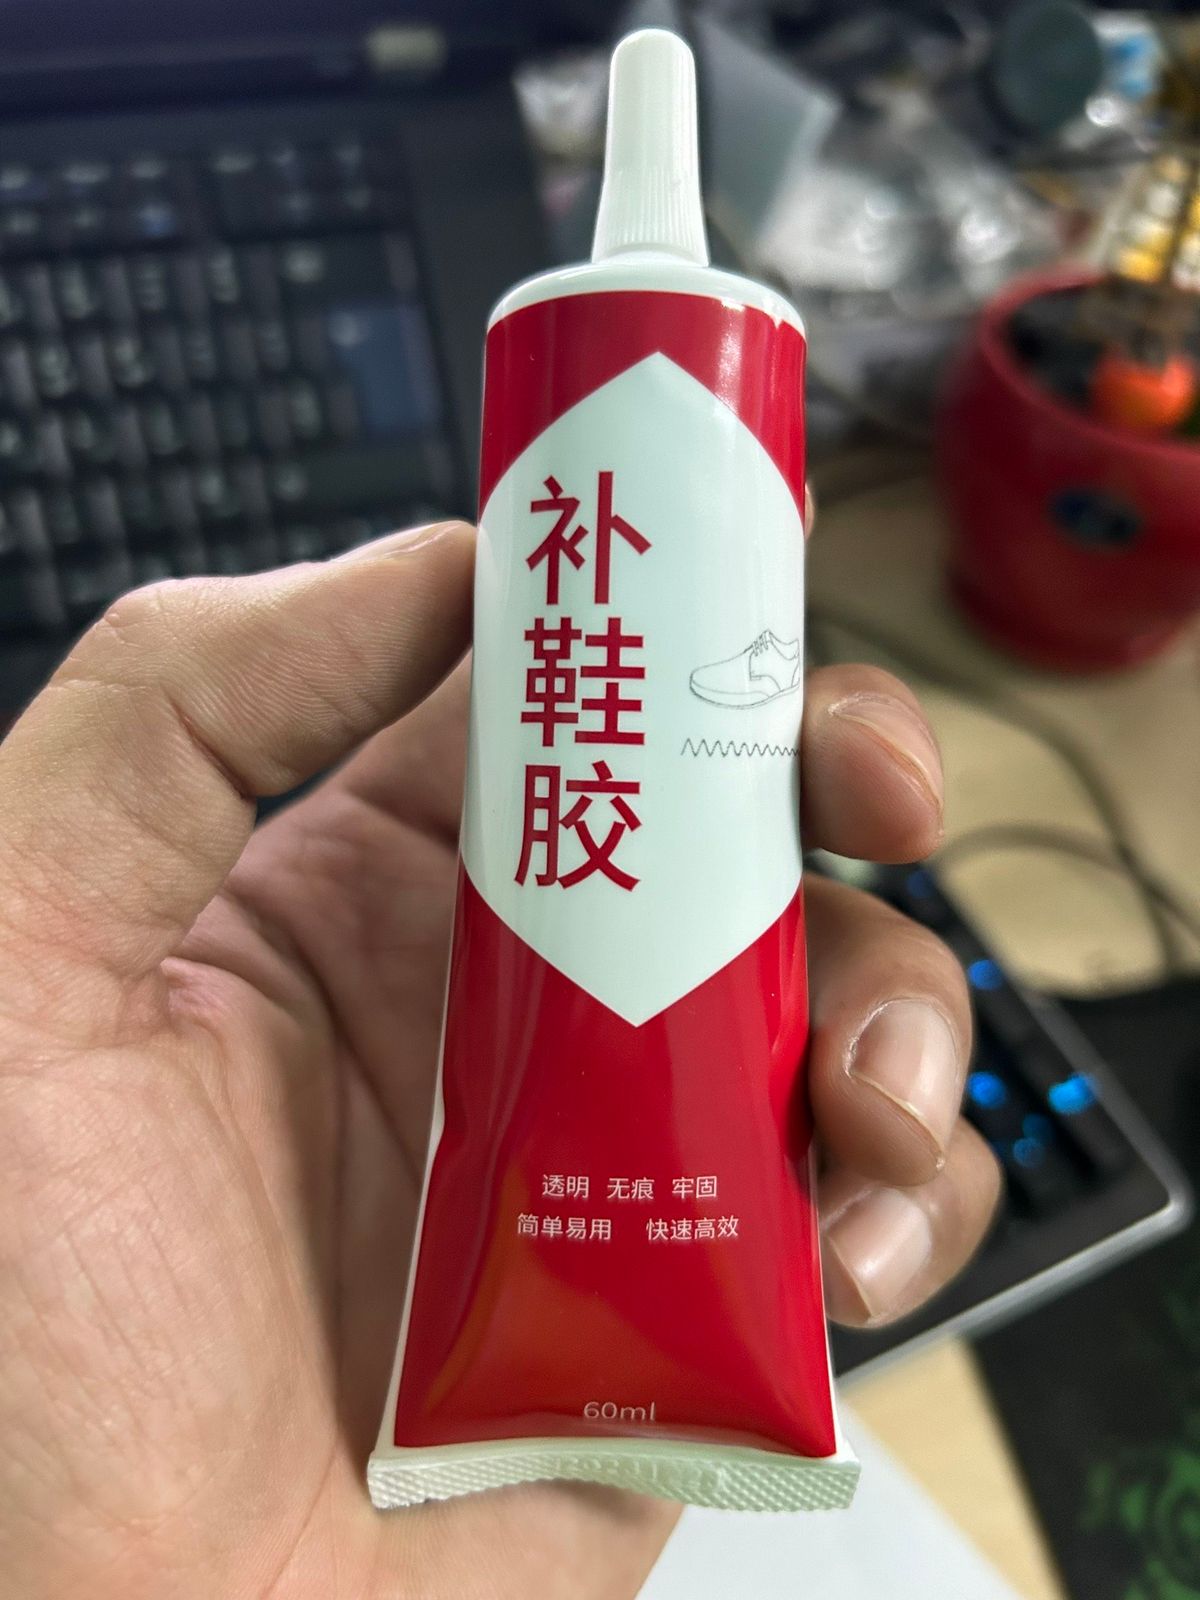 补鞋胶
透明 无痕 牢固
简单易用 快速高效
60ml